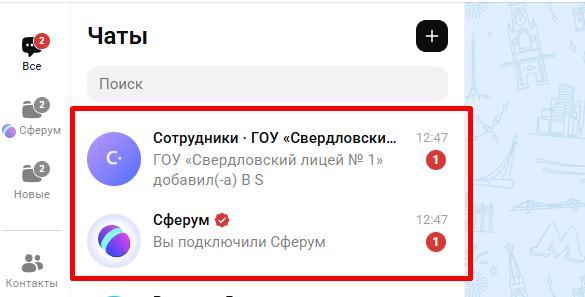 Чаты
2
Все
Поиск
2
Сферум
2
Новые
Контакты
С·
Сотрудники · ГОУ «Свердловски... 12:47
ГОУ «Свердловский лицей № 1» 1
добавил(-а) B S
Сферум 12:47
Вы подключили Сферум 1